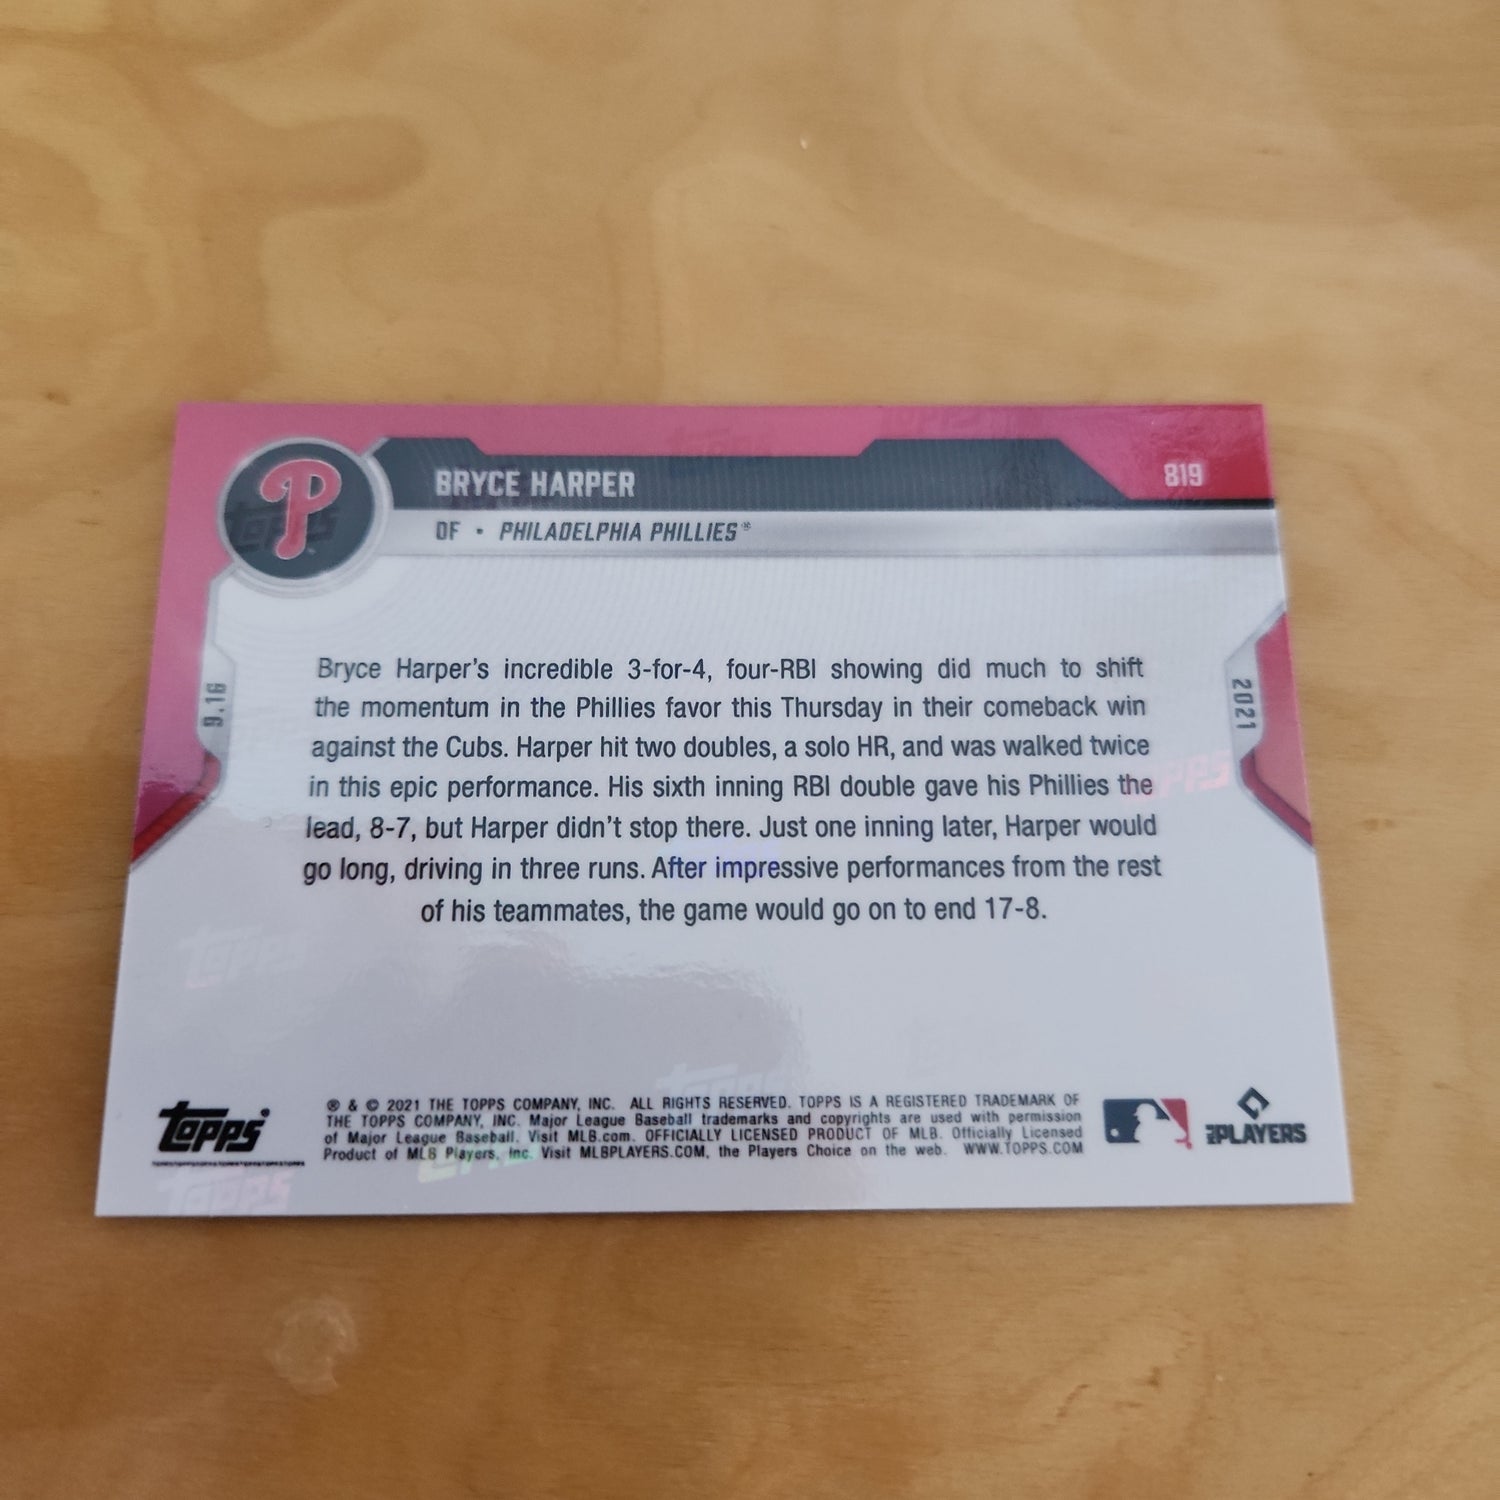 BRYCE HARPER
819
OF • PHILADELPHIA PHILLIES®
9.16
2021
Bryce Harper's incredible 3-for-4, four-RBI showing did much to shift
the momentum in the Phillies favor this Thursday in their comeback win
against the Cubs. Harper hit two doubles, a solo HR, and was walked twice
in this epic performance. His sixth inning RBI double gave his Phillies the
lead, 8-7, but Harper didn't stop there. Just one inning later, Harper would
go long, driving in three runs. After impressive performances from the rest
of his teammates, the game would go on to end 17-8.
topps
® & © 2021 THE TOPPS COMPANY, INC. ALL RIGHTS RESERVED. TOPPS IS A REGISTERED TRADEMARK OF
THE TOPPS COMPANY, INC. Major League Baseball trademarks and copyrights are used with permission
of Major League Baseball. Visit MLB.com. OFFICIALLY LICENSED PRODUCT OF MLB. Officially Licensed
Product of MLB Players, Inc. Visit MLBPLAYERS.COM, the Players Choice on the web. WWW.TOPPS.COM
PLAYERS